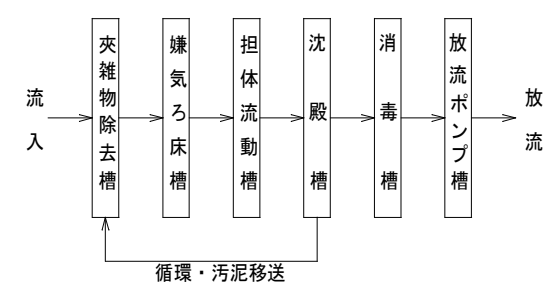 流入
夾雑物除去槽
嫌気ろ床槽
担体流動槽
沈殿槽
消毒槽
放流ポンプ槽
放流
循環・汚泥移送